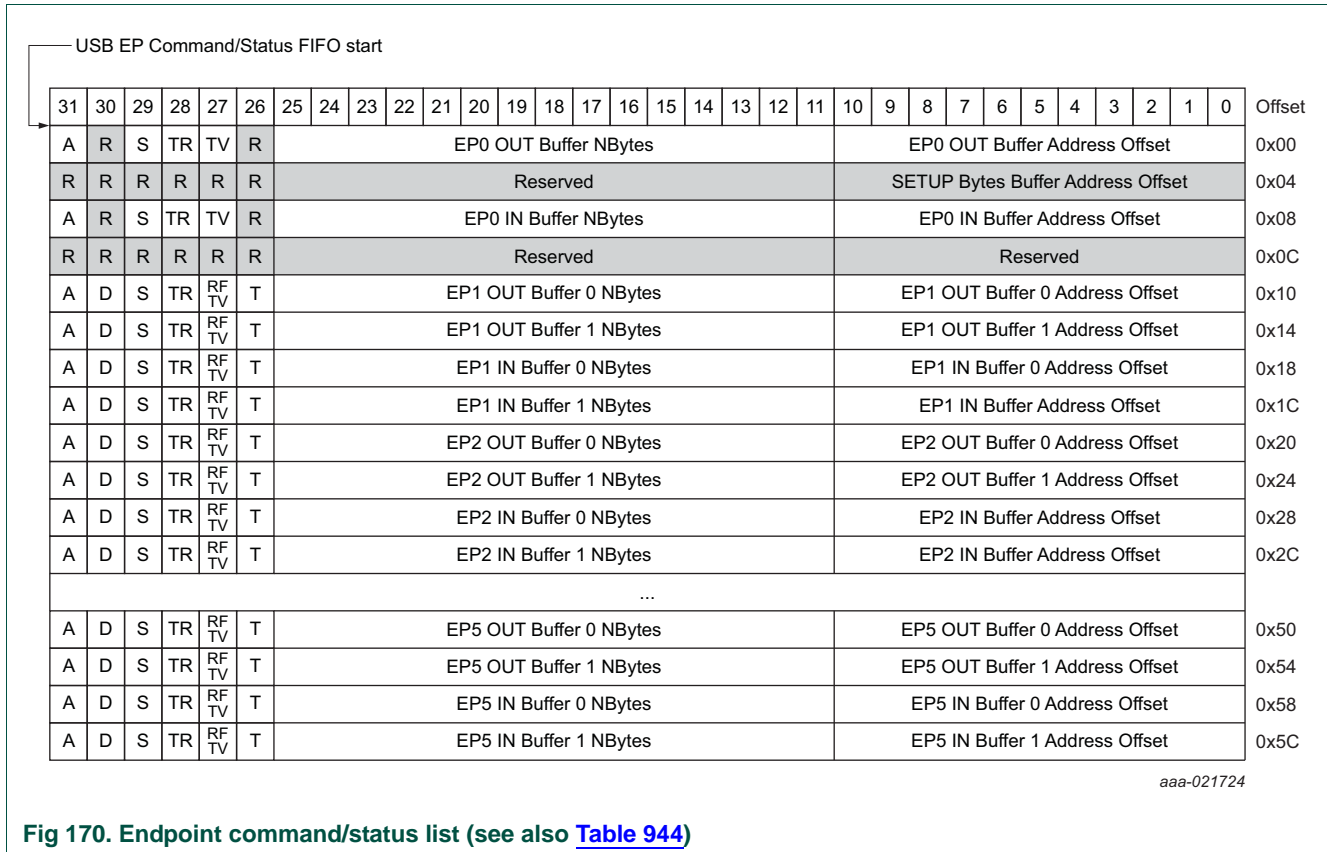 USB EP Command/Status FIFO start
31 30 29 28 27 26 25 24 23 22 21 20 19 18 17 16 15 14 13 12 11 10 9 8 7 6 5 4 3 2 1 0 Offset
A R S TR TV R EP0 OUT Buffer NBytes EP0 OUT Buffer Address Offset 0x00
R R R R R R Reserved SETUP Bytes Buffer Address Offset 0x04
A R S TR TV R EP0 IN Buffer NBytes EP0 IN Buffer Address Offset 0x08
R R R R R R Reserved Reserved 0x0C
A D S TR RF TV T EP1 OUT Buffer 0 NBytes EP1 OUT Buffer 0 Address Offset 0x10
A D S TR RF TV T EP1 OUT Buffer 1 NBytes EP1 OUT Buffer 1 Address Offset 0x14
A D S TR RF TV T EP1 IN Buffer 0 NBytes EP1 IN Buffer 0 Address Offset 0x18
A D S TR RF TV T EP1 IN Buffer 1 NBytes EP1 IN Buffer Address Offset 0x1C
A D S TR RF TV T EP2 OUT Buffer 0 NBytes EP2 OUT Buffer 0 Address Offset 0x20
A D S TR RF TV T EP2 OUT Buffer 1 NBytes EP2 OUT Buffer 1 Address Offset 0x24
A D S TR RF TV T EP2 IN Buffer 0 NBytes EP2 IN Buffer Address Offset 0x28
A D S TR RF TV T EP2 IN Buffer 1 NBytes EP2 IN Buffer Address Offset 0x2C
...
A D S TR RF TV T EP5 OUT Buffer 0 NBytes EP5 OUT Buffer 0 Address Offset 0x50
A D S TR RF TV T EP5 OUT Buffer 1 NBytes EP5 OUT Buffer 1 Address Offset 0x54
A D S TR RF TV T EP5 IN Buffer 0 NBytes EP5 IN Buffer 0 Address Offset 0x58
A D S TR RF TV T EP5 IN Buffer 1 NBytes EP5 IN Buffer 1 Address Offset 0x5C
aaa-021724
Fig 170. Endpoint command/status list (see also Table 944)